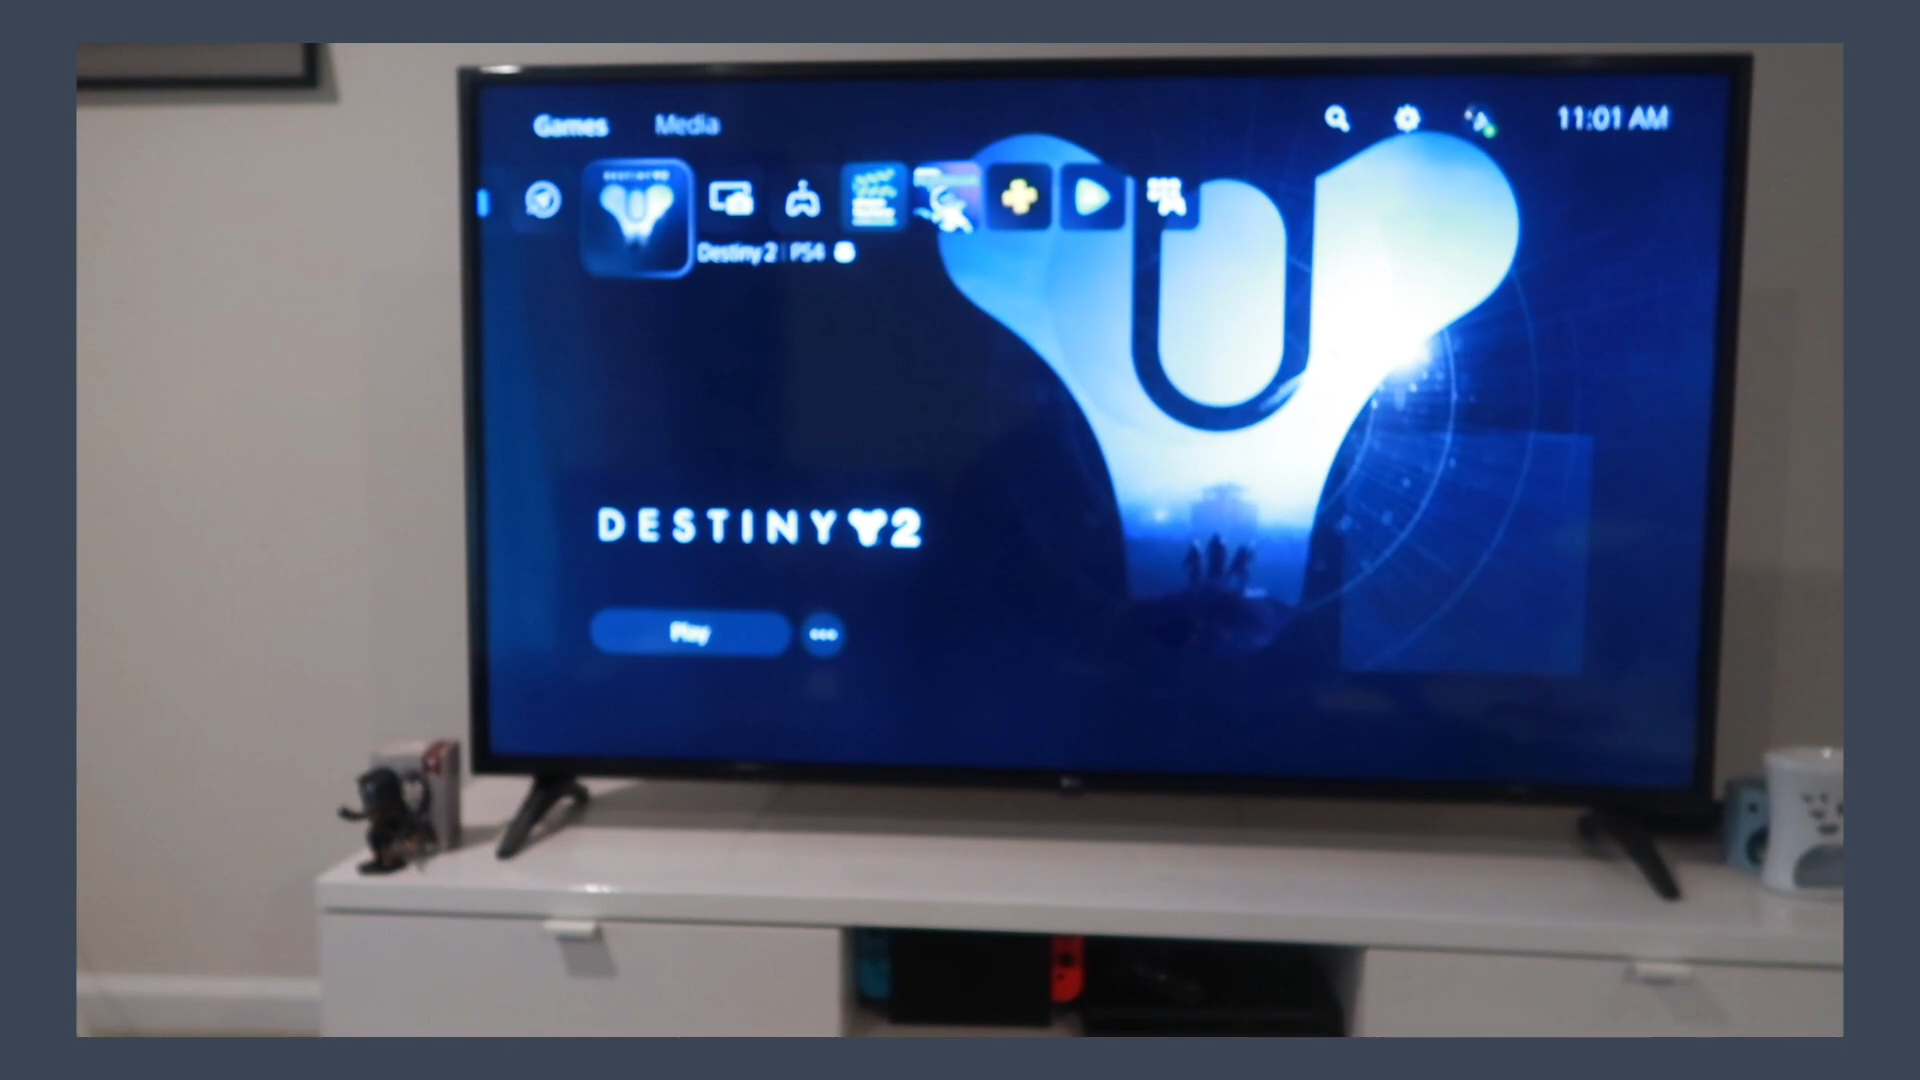 Games Media 11:01 AM
Destiny 2 | PS4
DESTINY 2
Play